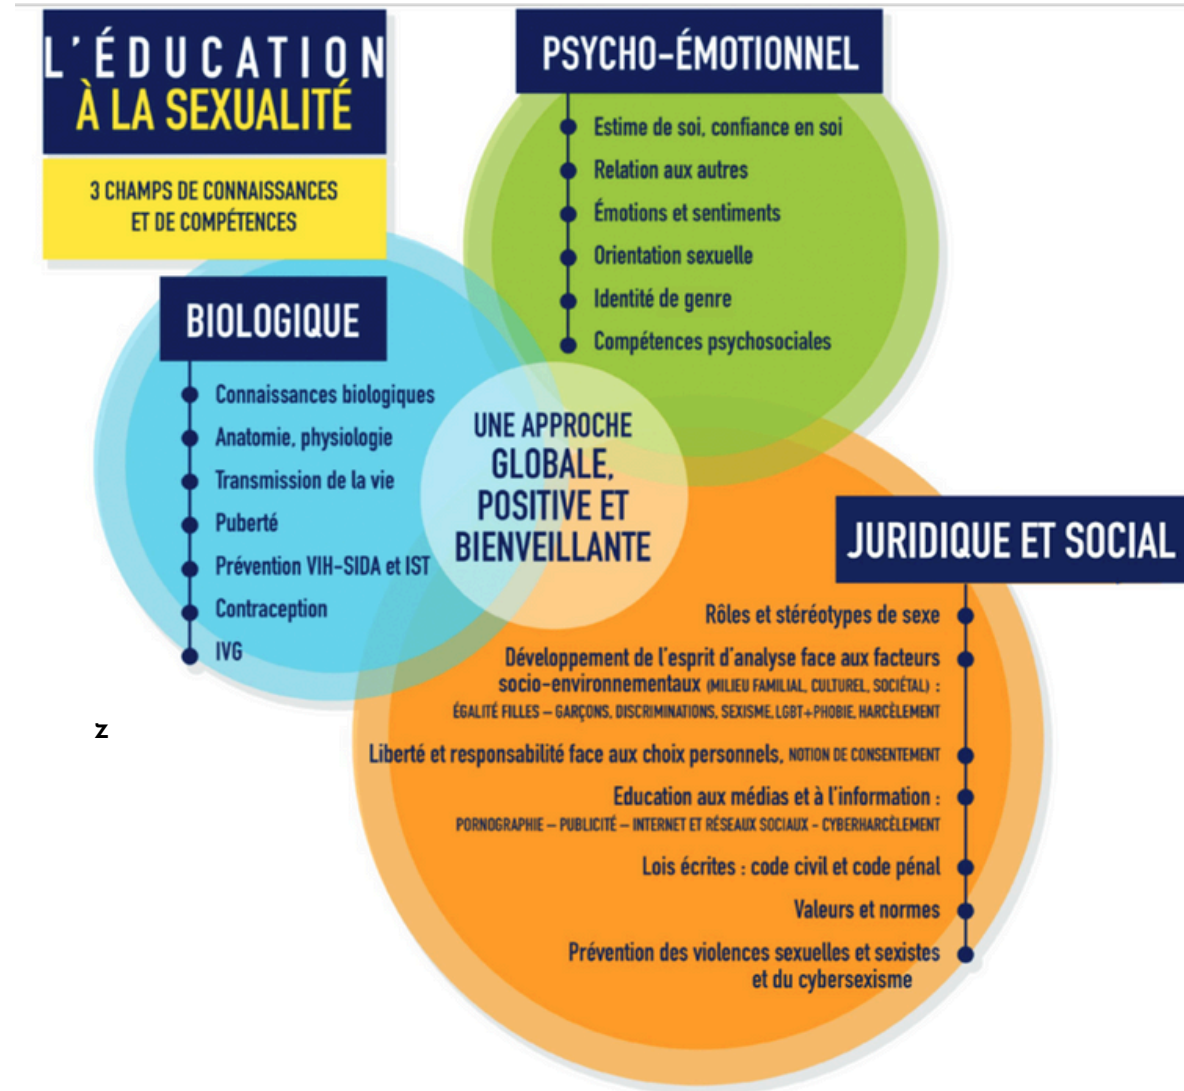 L'ÉDUCATION
À LA SEXUALITÉ
3 CHAMPS DE CONNAISSANCES
ET DE COMPÉTENCES
PSYCHO-ÉMOTIONNEL
Estime de soi, confiance en soi
Relation aux autres
Émotions et sentiments
Orientation sexuelle
Identité de genre
Compétences psychosociales
BIOLOGIQUE
Connaissances biologiques
Anatomie, physiologie
Transmission de la vie
Puberté
Prévention VIH-SIDA et IST
Contraception
IVG
UNE APPROCHE
GLOBALE,
POSITIVE ET
BIENVEILLANTE
JURIDIQUE ET SOCIAL
Rôles et stéréotypes de sexe
Développement de l'esprit d'analyse face aux facteurs
socio-environnementaux (MILIEU FAMILIAL, CULTUREL, SOCIÉTAL) :
ÉGALITÉ FILLES – GARÇONS, DISCRIMINATIONS, SEXISME, LGBT+PHOBIE, HARCÈLEMENT
Liberté et responsabilité face aux choix personnels, NOTION DE CONSENTEMENT
Education aux médias et à l'information :
PORNOGRAPHIE – PUBLICITÉ – INTERNET ET RÉSEAUX SOCIAUX - CYBERHARCÈLEMENT
Lois écrites : code civil et code pénal
Valeurs et normes
Prévention des violences sexuelles et sexistes
et du cybersexisme
z